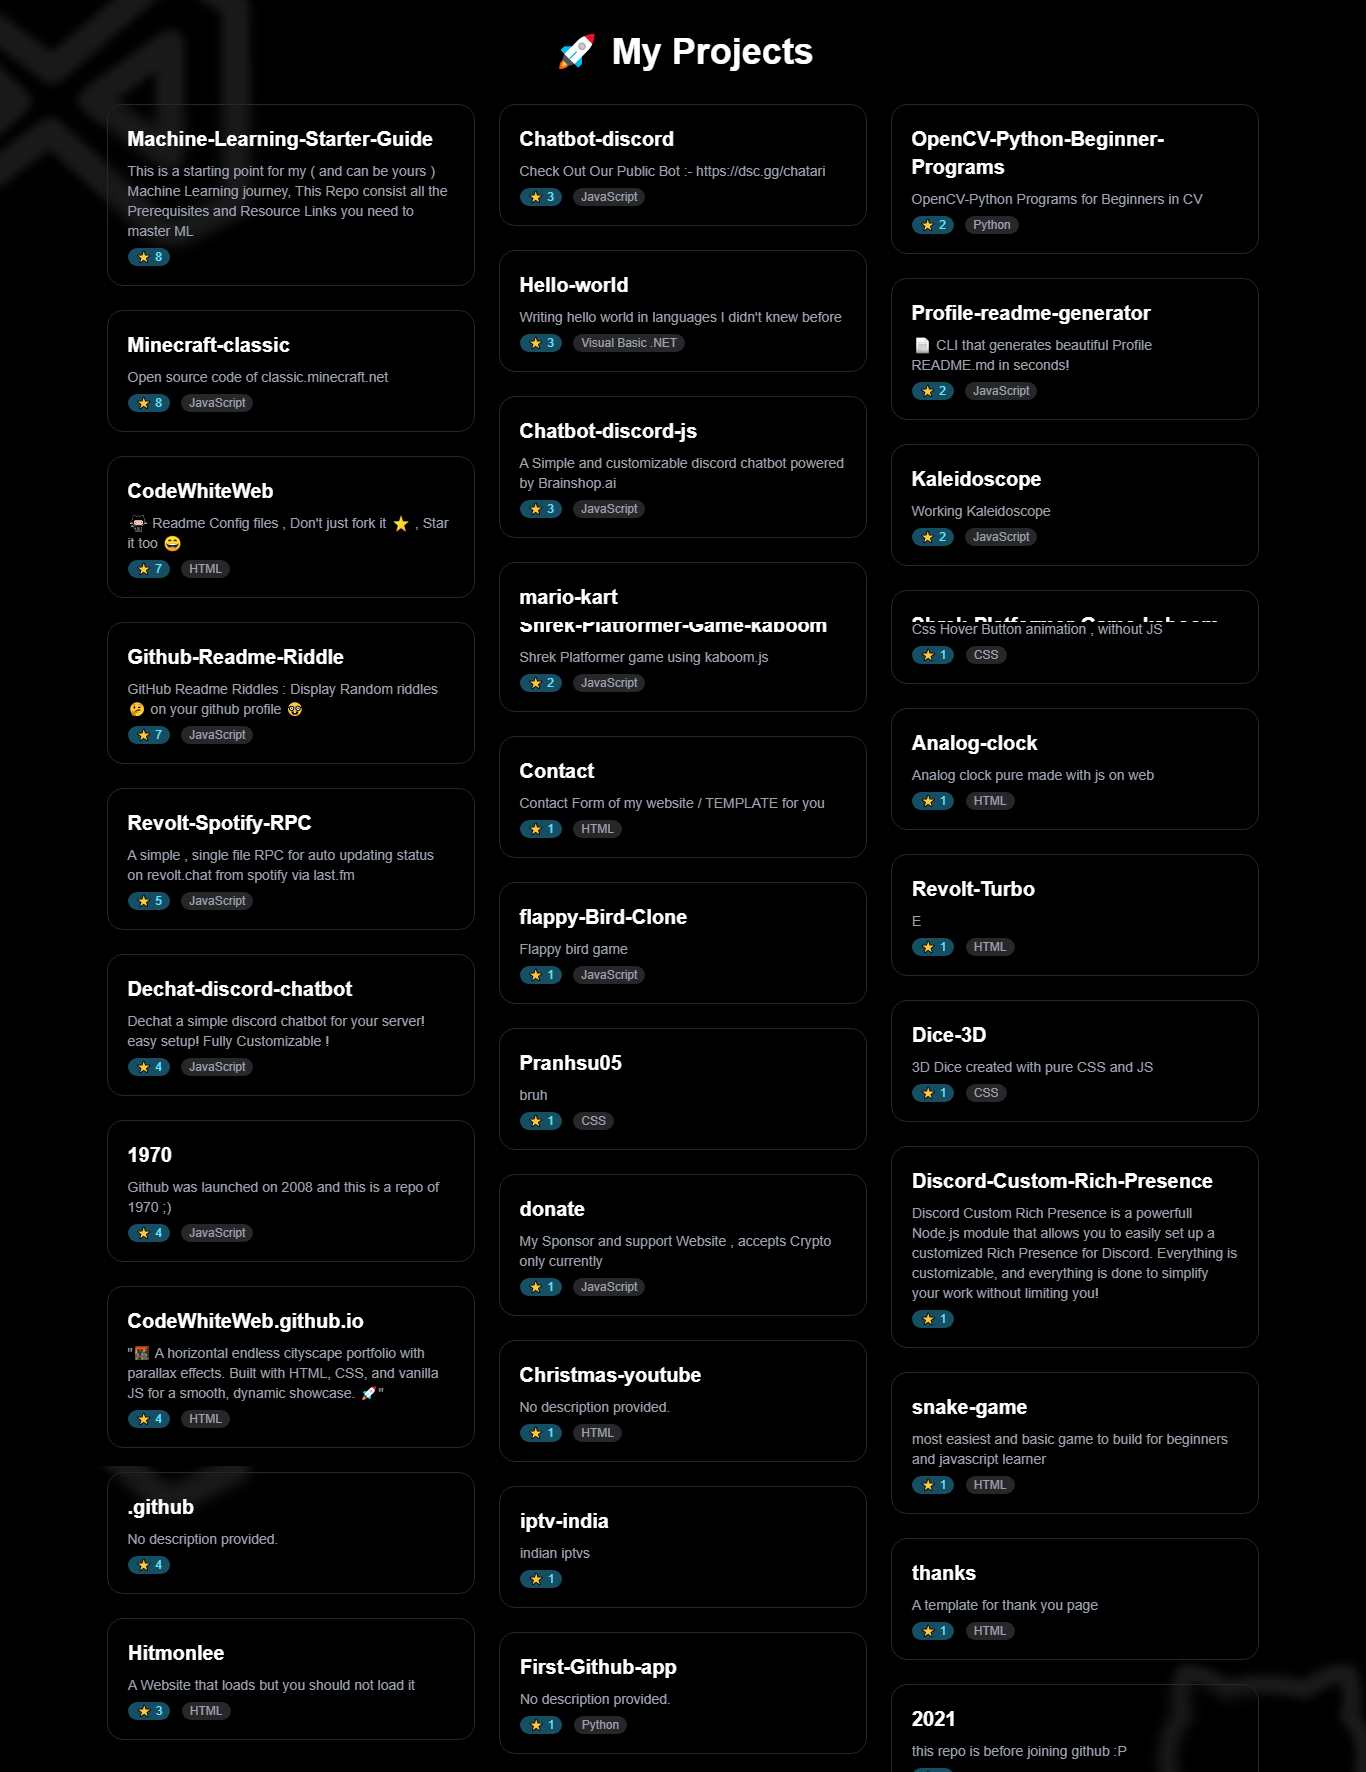 🚀 My Projects
Machine-Learning-Starter-Guide
This is a starting point for my ( and can be yours )
Machine Learning journey, This Repo consist all the
Prerequisites and Resource Links you need to
master ML
⭐ 8
Minecraft-classic
Open source code of classic.minecraft.net
⭐ 8 JavaScript
CodeWhiteWeb
Readme Config files , Don't just fork it ⭐ , Star
it too 😄
⭐ 7 HTML
Github-Readme-Riddle
GitHub Readme Riddles : Display Random riddles
🤔 on your github profile 🤓
⭐ 7 JavaScript
Revolt-Spotify-RPC
A simple , single file RPC for auto updating status
on revolt.chat from spotify via last.fm
⭐ 5 JavaScript
Dechat-discord-chatbot
Dechat a simple discord chatbot for your server!
easy setup! Fully Customizable !
⭐ 4 JavaScript
1970
Github was launched on 2008 and this is a repo of
1970 ;)
⭐ 4 JavaScript
CodeWhiteWeb.github.io
"🌆 A horizontal endless cityscape portfolio with
parallax effects. Built with HTML, CSS, and vanilla
JS for a smooth, dynamic showcase. 🚀"
⭐ 4 HTML
.github
No description provided.
⭐ 4
Hitmonlee
A Website that loads but you should not load it
⭐ 3 HTML
Chatbot-discord
Check Out Our Public Bot :- https://dsc.gg/chatari
⭐ 3 JavaScript
Hello-world
Writing hello world in languages I didn't knew before
⭐ 3 Visual Basic .NET
Chatbot-discord-js
A Simple and customizable discord chatbot powered
by Brainshop.ai
⭐ 3 JavaScript
mario-kart
Shrek-Platformer-Game-kaboom
Shrek Platformer game using kaboom.js
⭐ 2 JavaScript
Contact
Contact Form of my website / TEMPLATE for you
⭐ 1 HTML
flappy-Bird-Clone
Flappy bird game
⭐ 1 JavaScript
Pranhsu05
bruh
⭐ 1 CSS
donate
My Sponsor and support Website , accepts Crypto
only currently
⭐ 1 JavaScript
Christmas-youtube
No description provided.
⭐ 1 HTML
iptv-india
indian iptvs
⭐ 1
First-Github-app
No description provided.
⭐ 1 Python
OpenCV-Python-Beginner-
Programs
OpenCV-Python Programs for Beginners in CV
⭐ 2 Python
Profile-readme-generator
📄 CLI that generates beautiful Profile
README.md in seconds!
⭐ 2 JavaScript
Kaleidoscope
Working Kaleidoscope
⭐ 2 JavaScript
Shrek-Platformer-Game-kaboom
Css Hover Button animation , without JS
⭐ 1 CSS
Analog-clock
Analog clock pure made with js on web
⭐ 1 HTML
Revolt-Turbo
E
⭐ 1 HTML
Dice-3D
3D Dice created with pure CSS and JS
⭐ 1 CSS
Discord-Custom-Rich-Presence
Discord Custom Rich Presence is a powerfull
Node.js module that allows you to easily set up a
customized Rich Presence for Discord. Everything is
customizable, and everything is done to simplify
your work without limiting you!
⭐ 1
snake-game
most easiest and basic game to build for beginners
and javascript learner
⭐ 1 HTML
thanks
A template for thank you page
⭐ 1 HTML
2021
this repo is before joining github :P